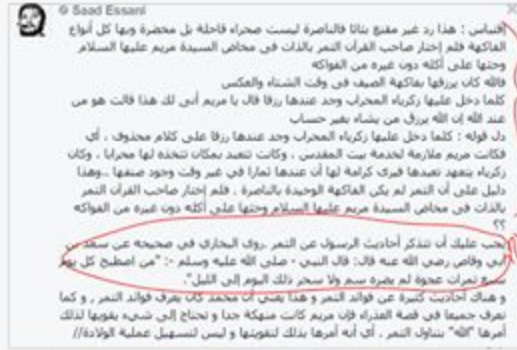 Saad Essani
إقتباس : هذا رد غير مقنع بتاتا فالناصرة ليست صحراء قاحلة بل مخضرة وبها كل أنواع
الفاكهة فلم إختار صاحب القرآن التمر بالذات في مخاض السيدة مريم عليها السلام
وحثها على أكله دون غيره من الفواكه
فالله كان يرزقها بفاكهة الصيف في وقت الشتاء والعكس
كلما دخل عليها زكرياء المحراب وجد عندها رزقا قال يا مريم أنى لك هذا قالت هو من
عند الله إن الله يرزق من يشاء بغير حساب
دل قوله : كلما دخل عليها زكرياء المحراب وجد عندها رزقا على كلام محذوف ، أي
فكانت مريم ملازمة لخدمة بيت المقدس ، وكانت تتعبد بمكان تتخذه لها محرابا ، وكان
زكرياء يتعهد تعبدها فيرى كرامة لها أن عندها ثمارا في غير وقت وجود صنفها ..وهذا
دليل على أن التمر لم يكن الفاكهة الوحيدة بالناصرة ، فلم إختار صاحب القرآن التمر
بالذات في مخاض السيدة مريم عليها السلام وحثها على أكله دون غيره من الفواكه
؟؟
يجب عليك أن تتذكر أحاديث الرسول عن التمر .روى البخاري في صحيحه عن سعد بن
أبي وقاص رضي الله عنه قال: قال النبي - صلى الله عليه وسلم -: "من اصطبح كل يوم
سبع تمرات عجوة لم يضره سم ولا سحر ذلك اليوم إلى الليل".
و هناك أحاديث كثيرة عن فوائد التمر و هذا يعني أن محمد كان يعرف فوائد التمر , و كما
نعرف جميعا في قصة العذراء فإن مريم كانت منهكة جدا و تحتاج إلى شيء يقويها لذلك
أمرها "الله" بتناول التمر , أي أنه أمرها بذلك لتقويتها و ليس لتسهيل عملية الولادة//